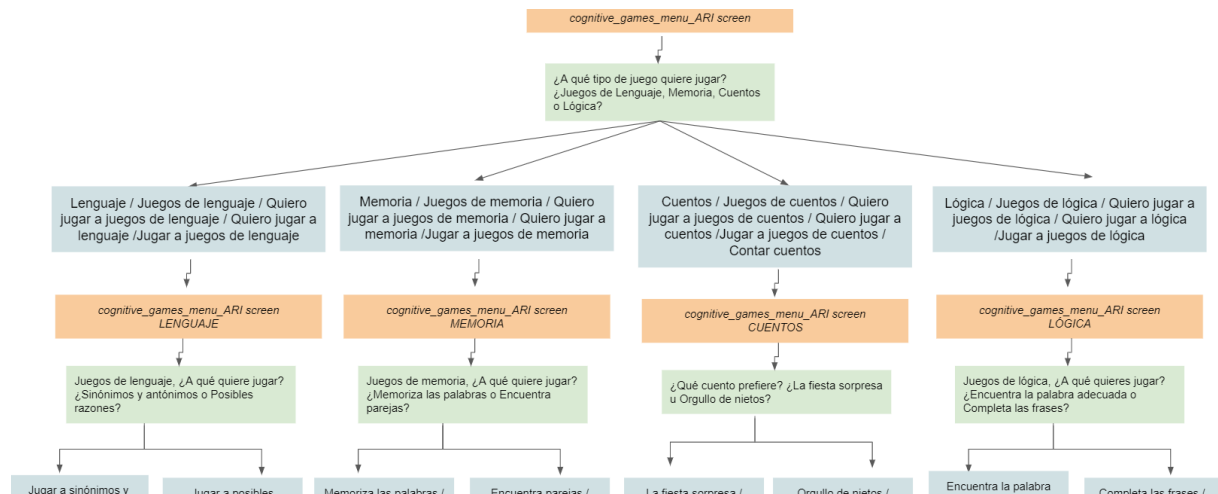 cognitive_games_menu_ARI screen
¿A qué tipo de juego quiere jugar?
¿Juegos de Lenguaje, Memoria, Cuentos
o Lógica?
Lenguaje / Juegos de lenguaje / Quiero
jugar a juegos de lenguaje / Quiero jugar a
lenguaje /Jugar a juegos de lenguaje
Memoria / Juegos de memoria / Quiero
jugar a juegos de memoria / Quiero jugar a
memoria /Jugar a juegos de memoria
Cuentos / Juegos de cuentos / Quiero
jugar a juegos de cuentos / Quiero jugar a
cuentos /Jugar a juegos de cuentos /
Contar cuentos
Lógica / Juegos de lógica / Quiero jugar a
juegos de lógica / Quiero jugar a lógica
/Jugar a juegos de lógica
cognitive_games_menu_ARI screen
LENGUAJE
cognitive_games_menu_ARI screen
MEMORIA
cognitive_games_menu_ARI screen
CUENTOS
cognitive_games_menu_ARI screen
LÓGICA
Juegos de lenguaje, ¿A qué quiere jugar?
¿Sinónimos y antónimos o Posibles
razones?
Juegos de memoria, ¿A qué quiere jugar?
¿Memoriza las palabras o Encuentra
parejas?
¿Qué cuento prefiere? ¿La fiesta sorpresa
u Orgullo de nietos?
Juegos de lógica, ¿A qué quieres jugar?
¿Encuentra la palabra adecuada o
Completa las frases?
Jugar a sinónimos y
Jugar a posibles
Memoriza las palabras /
Encuentra parejas /
La fiesta sorpresa /
Orgullo de nietos /
Encuentra la palabra
Completa las frases /